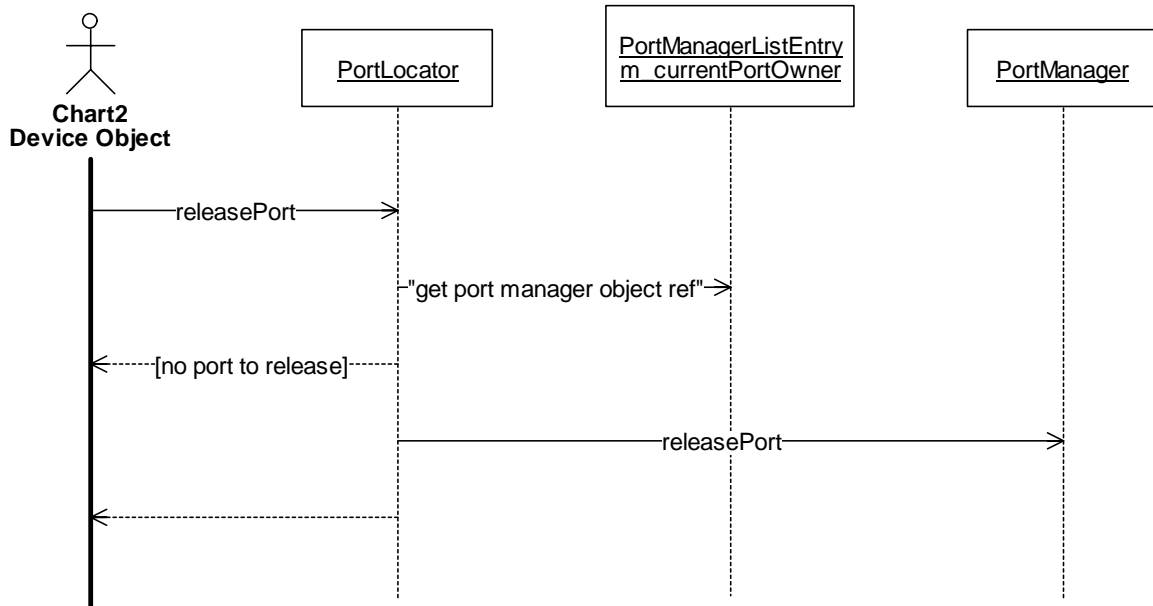 PortLocator
PortManagerListEntry
m_currentPortOwner
PortManager
Chart2
Device Object
releasePort
"get port manager object ref"
[no port to release]
releasePort